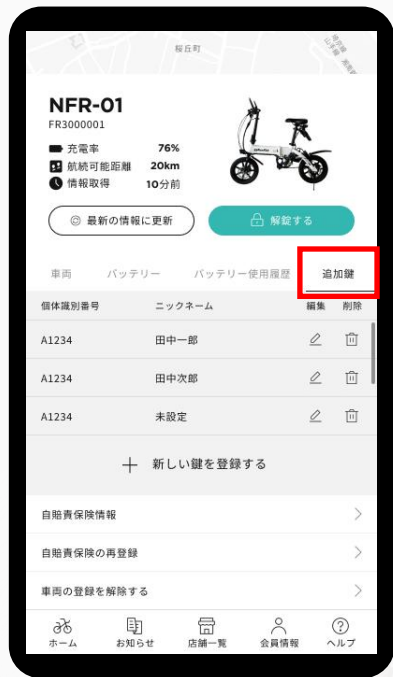 桜丘町
NFR-01
FR3000001
充電率 76%
航続可能距離 20km
情報取得 10分前
最新の情報に更新 解錠する
車両 バッテリー バッテリー使用履歴 追加鍵
個体識別番号 ニックネーム 編集 削除
A1234 田中一郎
A1234 田中次郎
A1234 未設定
新しい鍵を登録する
自賠責保険情報
自賠責保険の再登録
車両の登録を解除する
ホーム お知らせ 店舗一覧 会員情報 ヘルプ